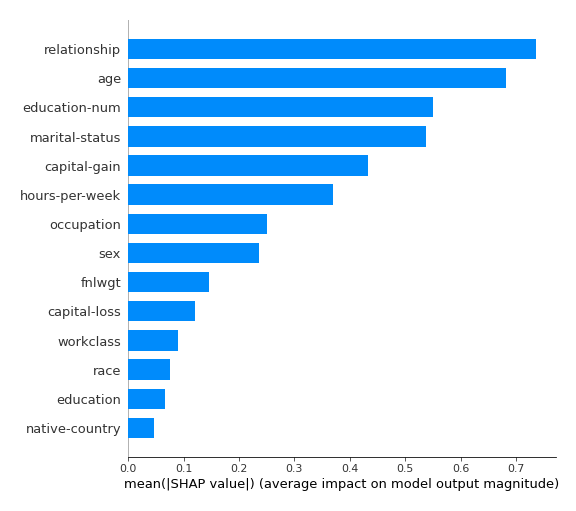 relationship
age
education-num
marital-status
capital-gain
hours-per-week
occupation
sex
fnlwgt
capital-loss
workclass
race
education
native-country
0.0 0.1 0.2 0.3 0.4 0.5 0.6 0.7
mean(|SHAP value|) (average impact on model output magnitude)